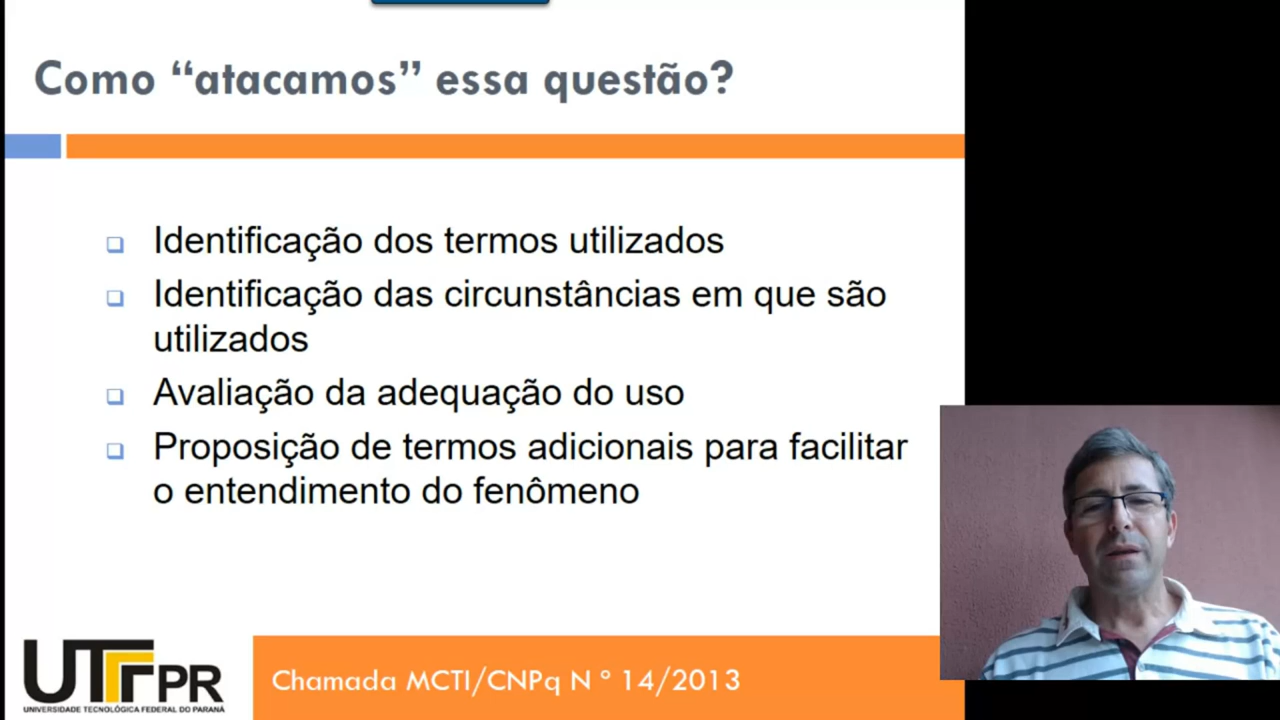 Como “atacamos” essa questão?
Identificação dos termos utilizados
Identificação das circunstâncias em que são
utilizados
Avaliação da adequação do uso
Proposição de termos adicionais para facilitar
o entendimento do fenômeno
UTFPR
UNIVERSIDADE TECNOLÓGICA FEDERAL DO PARANÁ
Chamada MCTI/CNPq N º 14/2013